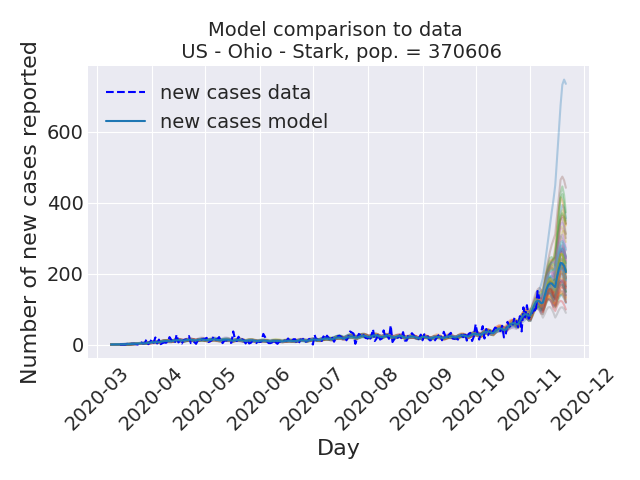 Model comparison to data
US - Ohio - Stark, pop. = 370606
Number of new cases reported
new cases data
new cases model
600
400
200
0
2020-03
2020-04
2020-05
2020-06
2020-07
2020-08
2020-09
2020-10
2020-11
2020-12
Day